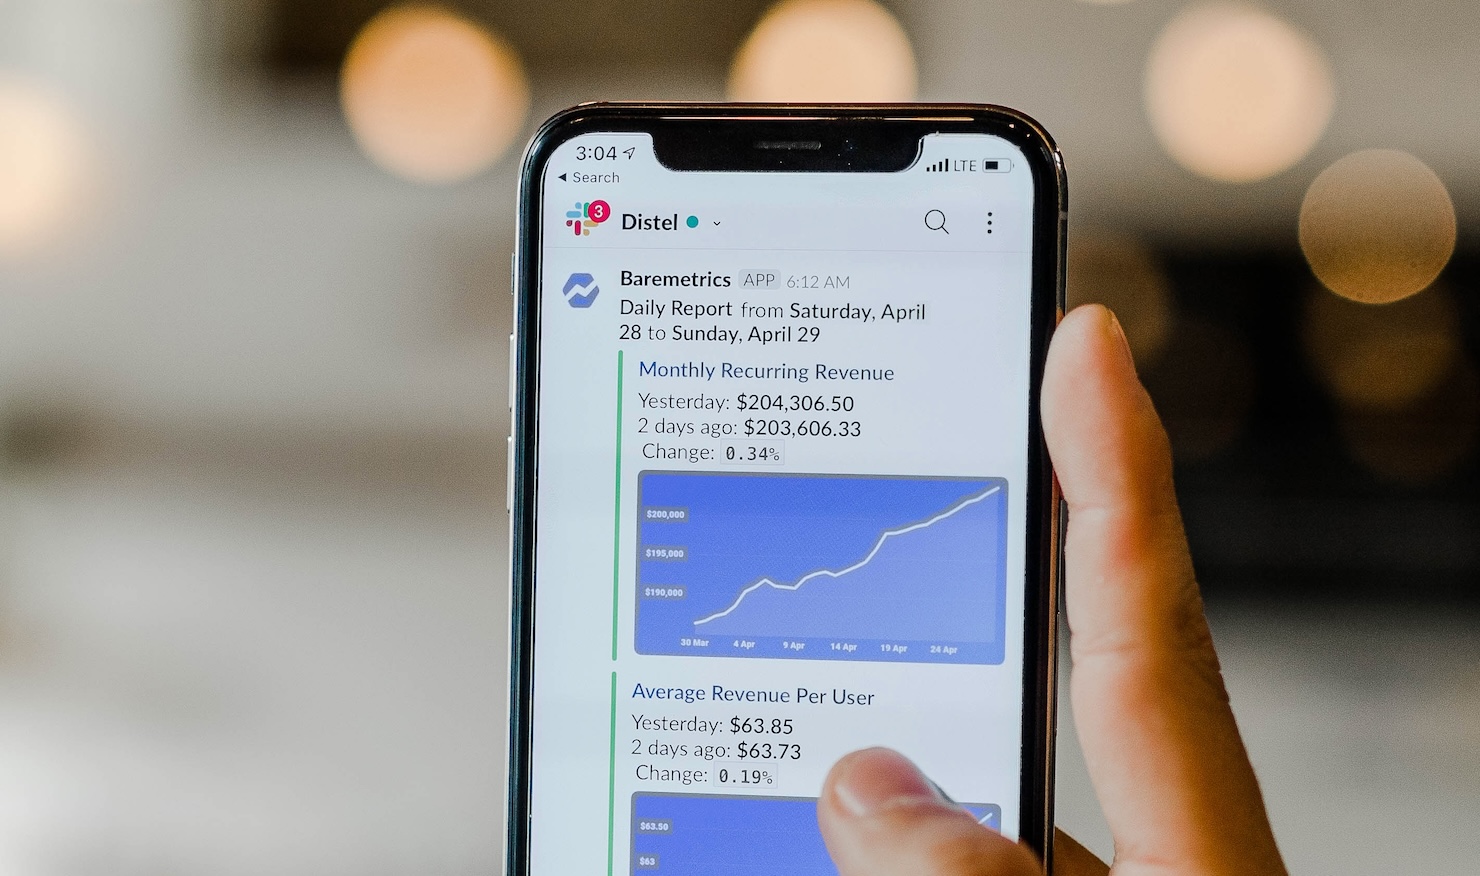 3:04
LTE
◀ Search
3
Distel
Baremetrics APP 6:12 AM
Daily Report from Saturday, April
28 to Sunday, April 29
Monthly Recurring Revenue
Yesterday: $204,306.50
2 days ago: $203,606.33
Change: 0.34%
$200,000
$195,000
$190,000
30 Mar 4 Apr 9 Apr 14 Apr 19 Apr 24 Apr
Average Revenue Per User
Yesterday: $63.85
2 days ago: $63.73
Change: 0.19%
$63.50
$63